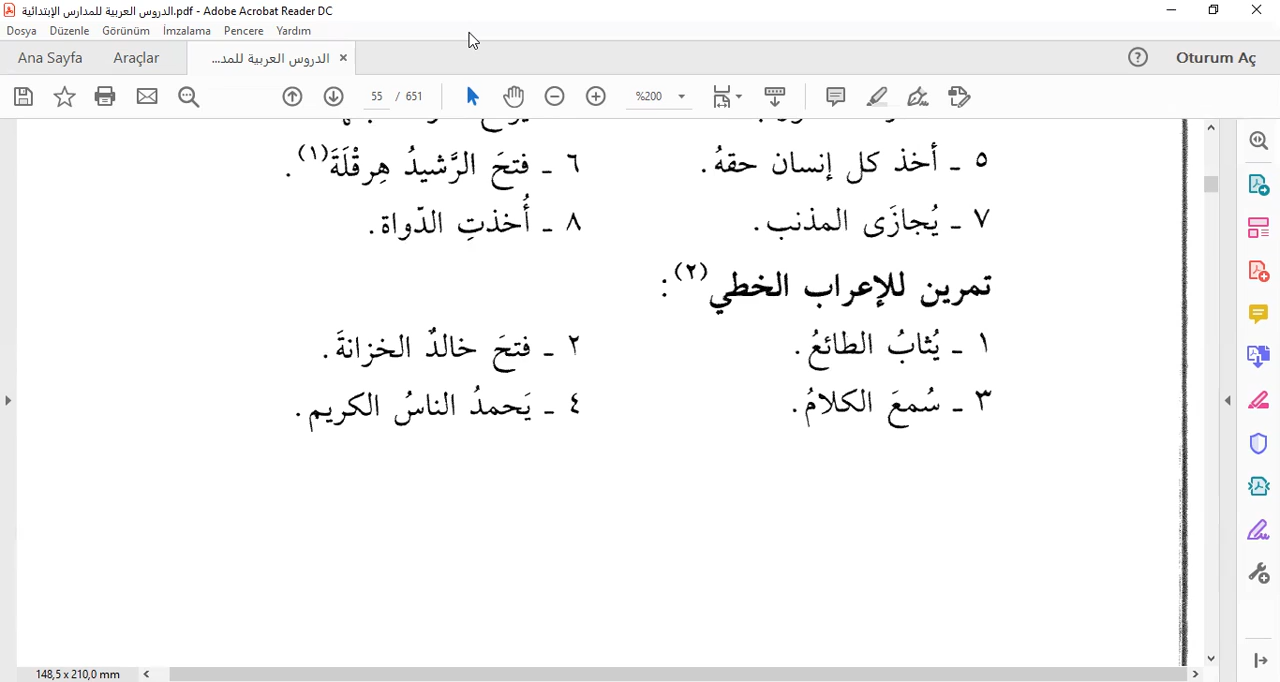 الدروس العربية للمدارس الإبتدائية.pdf - Adobe Acrobat Reader DC
Dosya Düzenle Görünüm İmzalama Pencere Yardım
Ana Sayfa Araçlar الدروس العربية للمد... × Oturum Aç
55 / 651 %200
٥ ـ أخذ كل إنسان حقهُ. ٦ ـ فتحَ الرَّشيدُ هِرقْلَةَ(١).
٧ ـ يُجازَى المذنب. ٨ ـ أُخذتِ الدّواة.
تمرين للإعراب الخطي(٢):
١ ـ يُثابُ الطائعُ. ٢ ـ فتحَ خالدٌ الخزانةَ.
٣ ـ سُمعَ الكلامُ. ٤ ـ يَحمدُ الناسُ الكريم.
148,5 x 210,0 mm